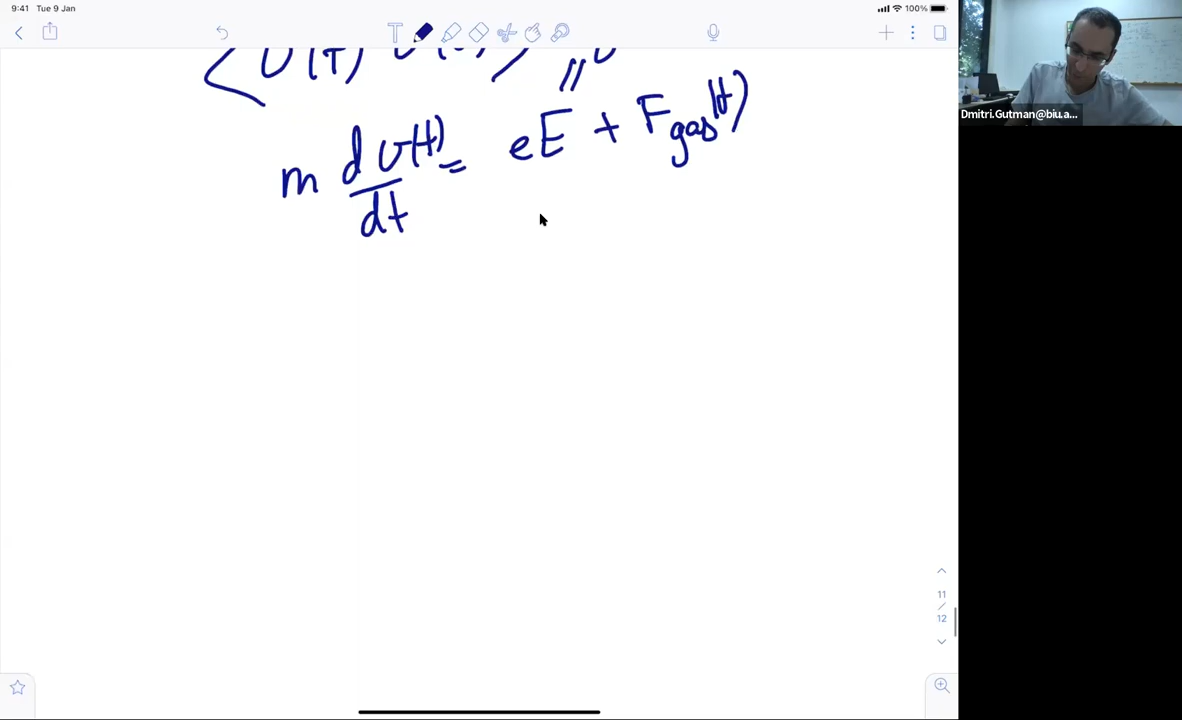 9:41 Tue 9 Jan
100%
T
Dmitri.Gutman@biu.a...
m dv(t)/dt = eE + F_gas(t)
11
/
12